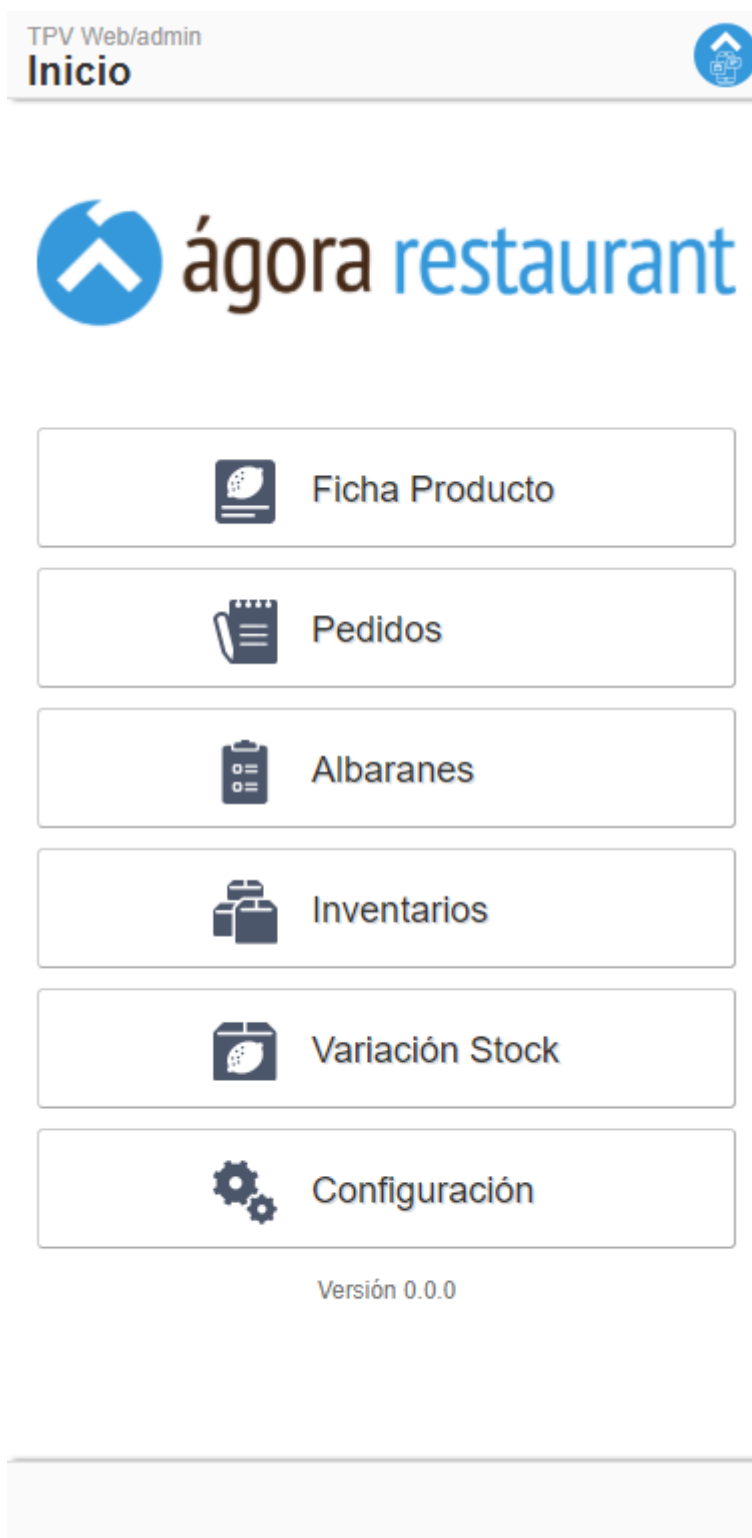 TPV Web/admin
Inicio
ágora restaurant
Ficha Producto
Pedidos
Albaranes
Inventarios
Variación Stock
Configuración
Versión 0.0.0